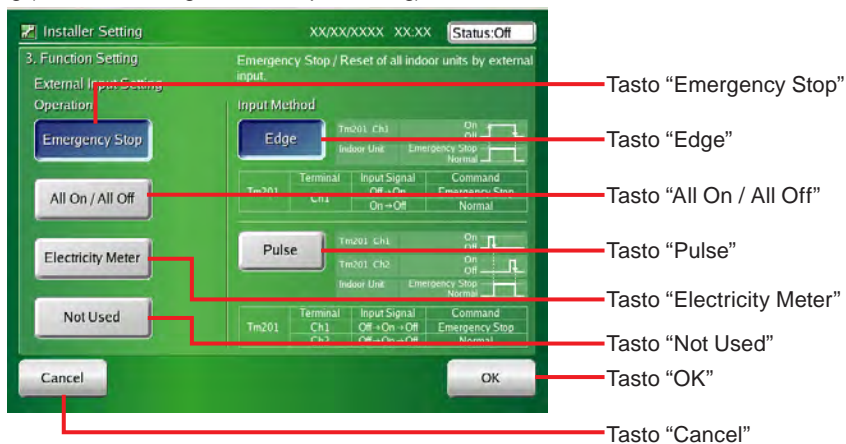 Installer Setting XX/XX/XXXX XX:XX Status:Off
3. Function Setting
External Input Setting
Operation
Emergency Stop / Reset of all indoor units by external
input.
Input Method
Emergency Stop
All On / All Off
Electricity Meter
Not Used
Edge
Tm201 Ch1 On
Off
Indoor Unit Emergency Stop
Normal
Terminal Input Signal Command
Tm201 Ch1 Off→On Emergency Stop
On→Off Normal
Pulse
Tm201 Ch1 On
Off
Tm201 Ch2 On
Off
Indoor Unit Emergency Stop
Normal
Terminal Input Signal Command
Tm201 Ch1 Off→On→Off Emergency Stop
Ch2 Off→On→Off Normal
Cancel
OK
Tasto “Emergency Stop”
Tasto “Edge”
Tasto “All On / All Off”
Tasto “Pulse”
Tasto “Electricity Meter”
Tasto “Not Used”
Tasto “OK”
Tasto “Cancel”